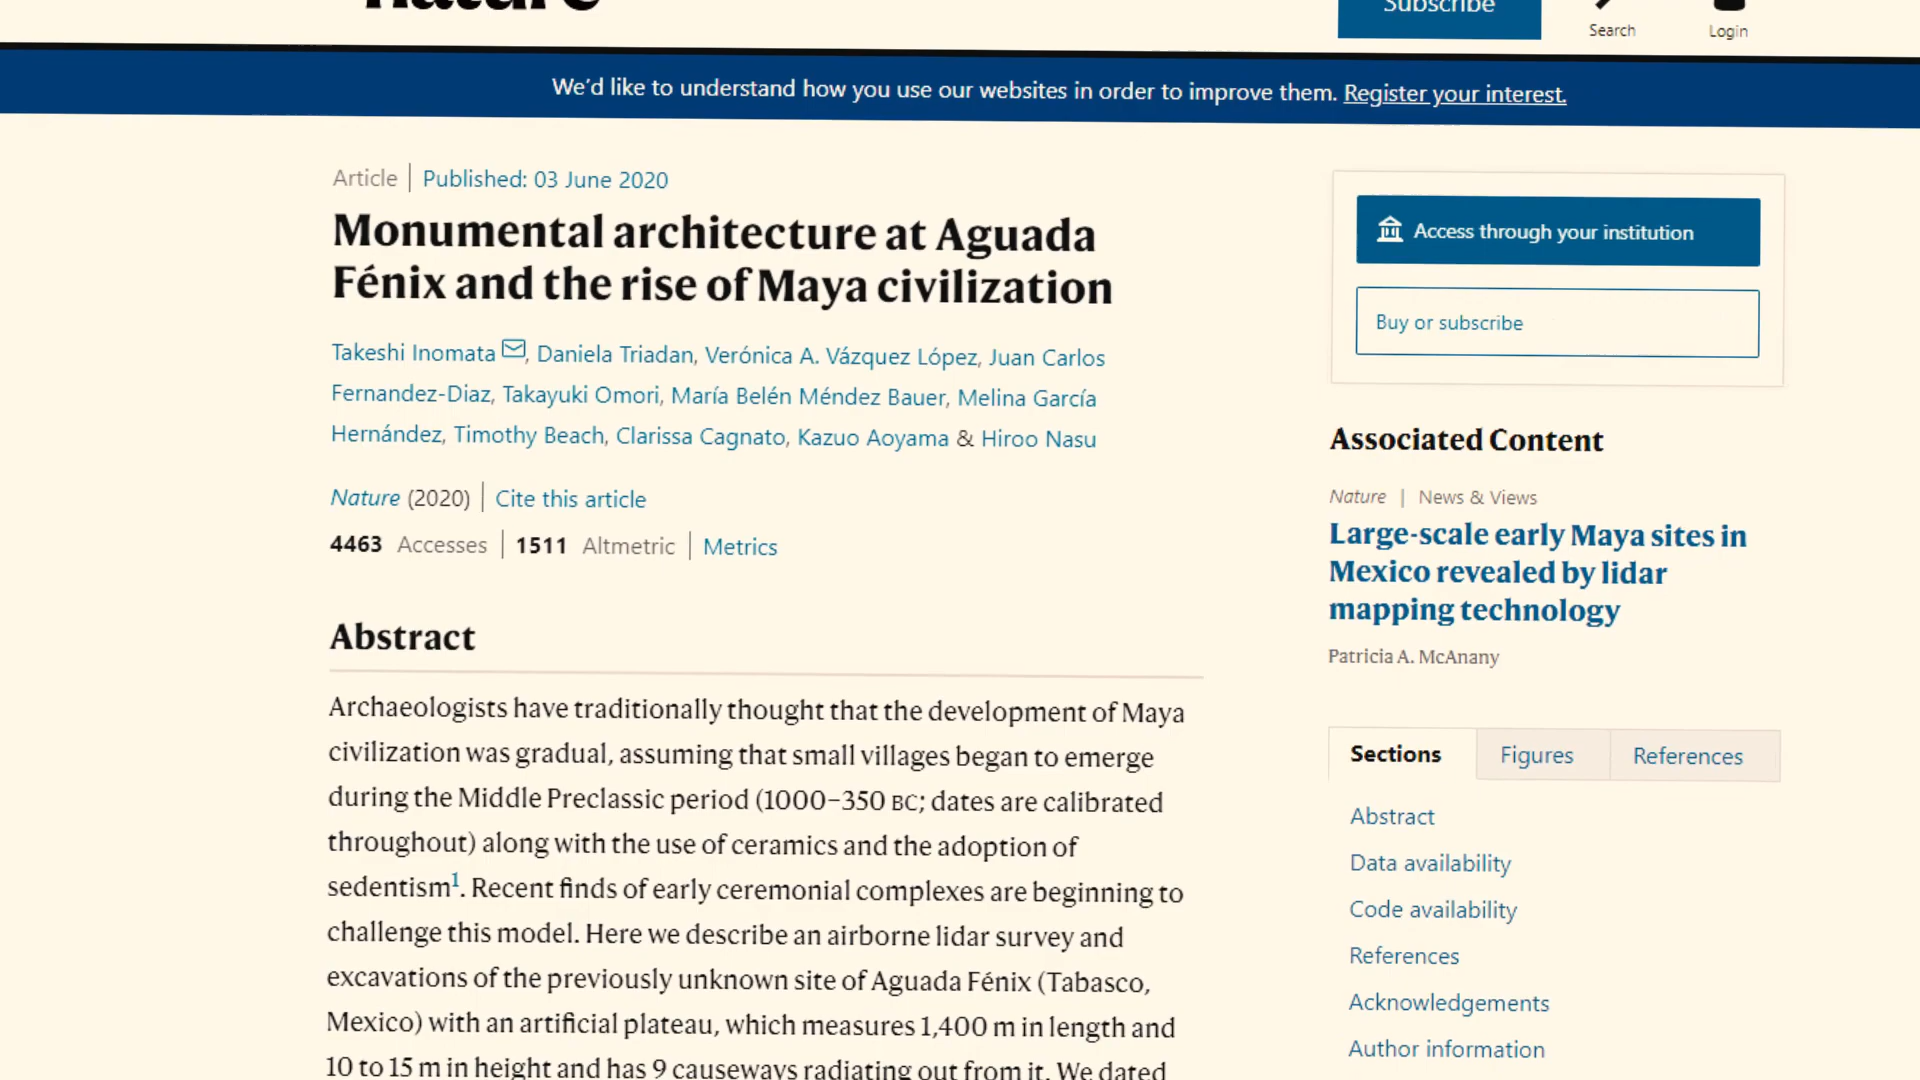 nature
Subscribe
Search
Login
We'd like to understand how you use our websites in order to improve them. Register your interest.
Article | Published: 03 June 2020
Monumental architecture at Aguada
Fénix and the rise of Maya civilization
Takeshi Inomata, Daniela Triadan, Verónica A. Vázquez López, Juan Carlos
Fernandez-Diaz, Takayuki Omori, María Belén Méndez Bauer, Melina García
Hernández, Timothy Beach, Clarissa Cagnato, Kazuo Aoyama & Hiroo Nasu
Nature (2020) | Cite this article
4463 Accesses | 1511 Altmetric | Metrics
Abstract
Archaeologists have traditionally thought that the development of Maya
civilization was gradual, assuming that small villages began to emerge
during the Middle Preclassic period (1000–350 BC; dates are calibrated
throughout) along with the use of ceramics and the adoption of
sedentism1. Recent finds of early ceremonial complexes are beginning to
challenge this model. Here we describe an airborne lidar survey and
excavations of the previously unknown site of Aguada Fénix (Tabasco,
Mexico) with an artificial plateau, which measures 1,400 m in length and
10 to 15 m in height and has 9 causeways radiating out from it. We dated
Access through your institution
Buy or subscribe
Associated Content
Nature | News & Views
Large-scale early Maya sites in
Mexico revealed by lidar
mapping technology
Patricia A. McAnany
Sections
Figures
References
Abstract
Data availability
Code availability
References
Acknowledgements
Author information